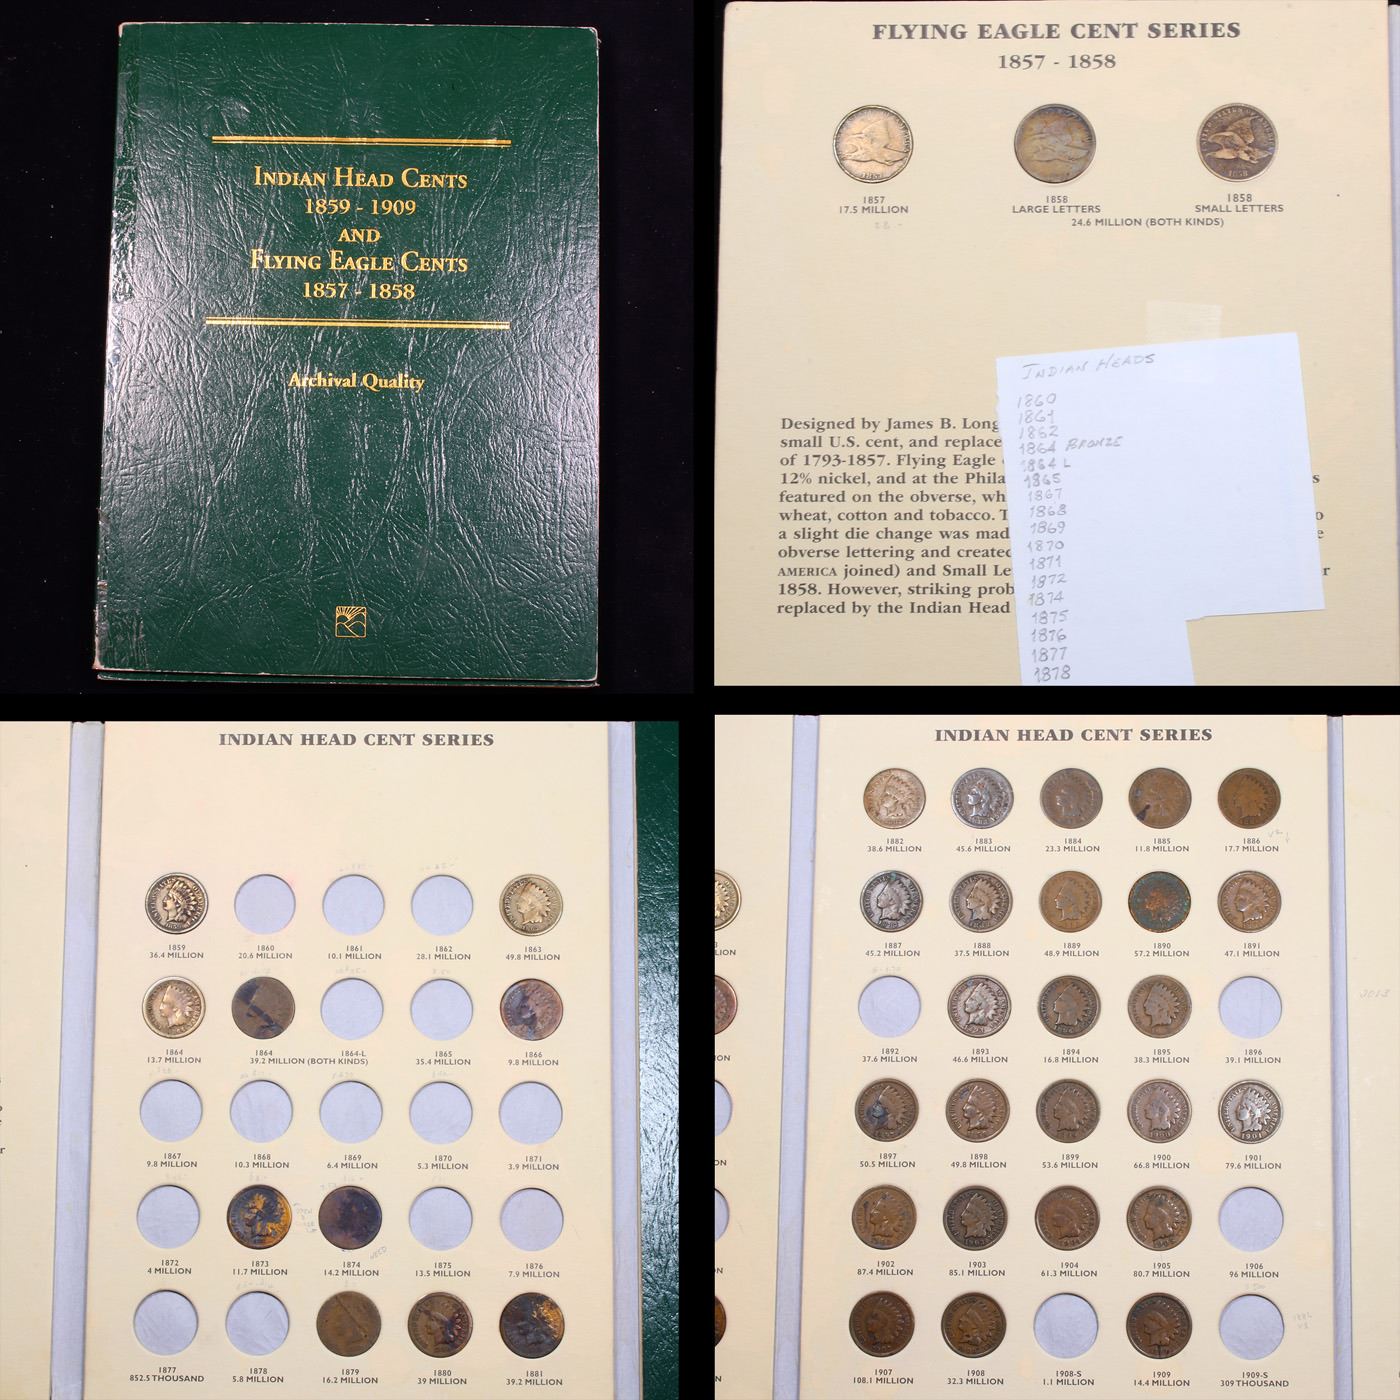 INDIAN HEAD CENTS
1859 - 1909
AND
FLYING EAGLE CENTS
1857 - 1858
Archival Quality
FLYING EAGLE CENT SERIES
1857 - 1858
1857
17.5 MILLION
1858
LARGE LETTERS
1858
SMALL LETTERS
24.6 MILLION (BOTH KINDS)
Designed by James B. Long
small U.S. cent, and replace
of 1793-1857. Flying Eagle
12% nickel, and at the Phila
featured on the obverse, wh
wheat, cotton and tobacco. T
a slight die change was mad
obverse lettering and created
AMERICA joined) and Small Le
1858. However, striking prob
replaced by the Indian Head
INDIAN HEADS
1860
1861
1862
1864 BRONZE
1864 L
1865
1867
1868
1869
1870
1871
1872
1874
1875
1876
1877
1878
INDIAN HEAD CENT SERIES
1859 1860 1861 1862 1863
36.4 MILLION 20.6 MILLION 10.1 MILLION 28.1 MILLION 49.8 MILLION
1864 1864 1864-L 1865 1866
13.7 MILLION 39.2 MILLION (BOTH KINDS) 35.4 MILLION 9.8 MILLION
1867 1868 1869 1870 1871
9.8 MILLION 10.3 MILLION 6.4 MILLION 5.3 MILLION 3.9 MILLION
NEED
1872 1873 1874 1875 1876
4 MILLION 11.7 MILLION 14.2 MILLION 13.5 MILLION 7.9 MILLION
1877 1878 1879 1880 1881
852.5 THOUSAND 5.8 MILLION 16.2 MILLION 39 MILLION 39.2 MILLION
INDIAN HEAD CENT SERIES
1882 1883 1884 1885 1886
38.6 MILLION 45.6 MILLION 23.3 MILLION 11.8 MILLION 17.7 MILLION
1887 1888 1889 1890 1891
45.2 MILLION 37.5 MILLION 48.9 MILLION 57.2 MILLION 47.1 MILLION
1892 1893 1894 1895 1896
37.6 MILLION 46.6 MILLION 16.8 MILLION 38.3 MILLION 39.1 MILLION
1897 1898 1899 1900 1901
50.5 MILLION 49.8 MILLION 53.6 MILLION 66.8 MILLION 79.6 MILLION
1902 1903 1904 1905 1906
87.4 MILLION 85.1 MILLION 61.3 MILLION 80.7 MILLION 96 MILLION
1907 1908 1908-S 1909 1909-S
108.1 MILLION 32.3 MILLION 1.1 MILLION 14.4 MILLION 309 THOUSAND